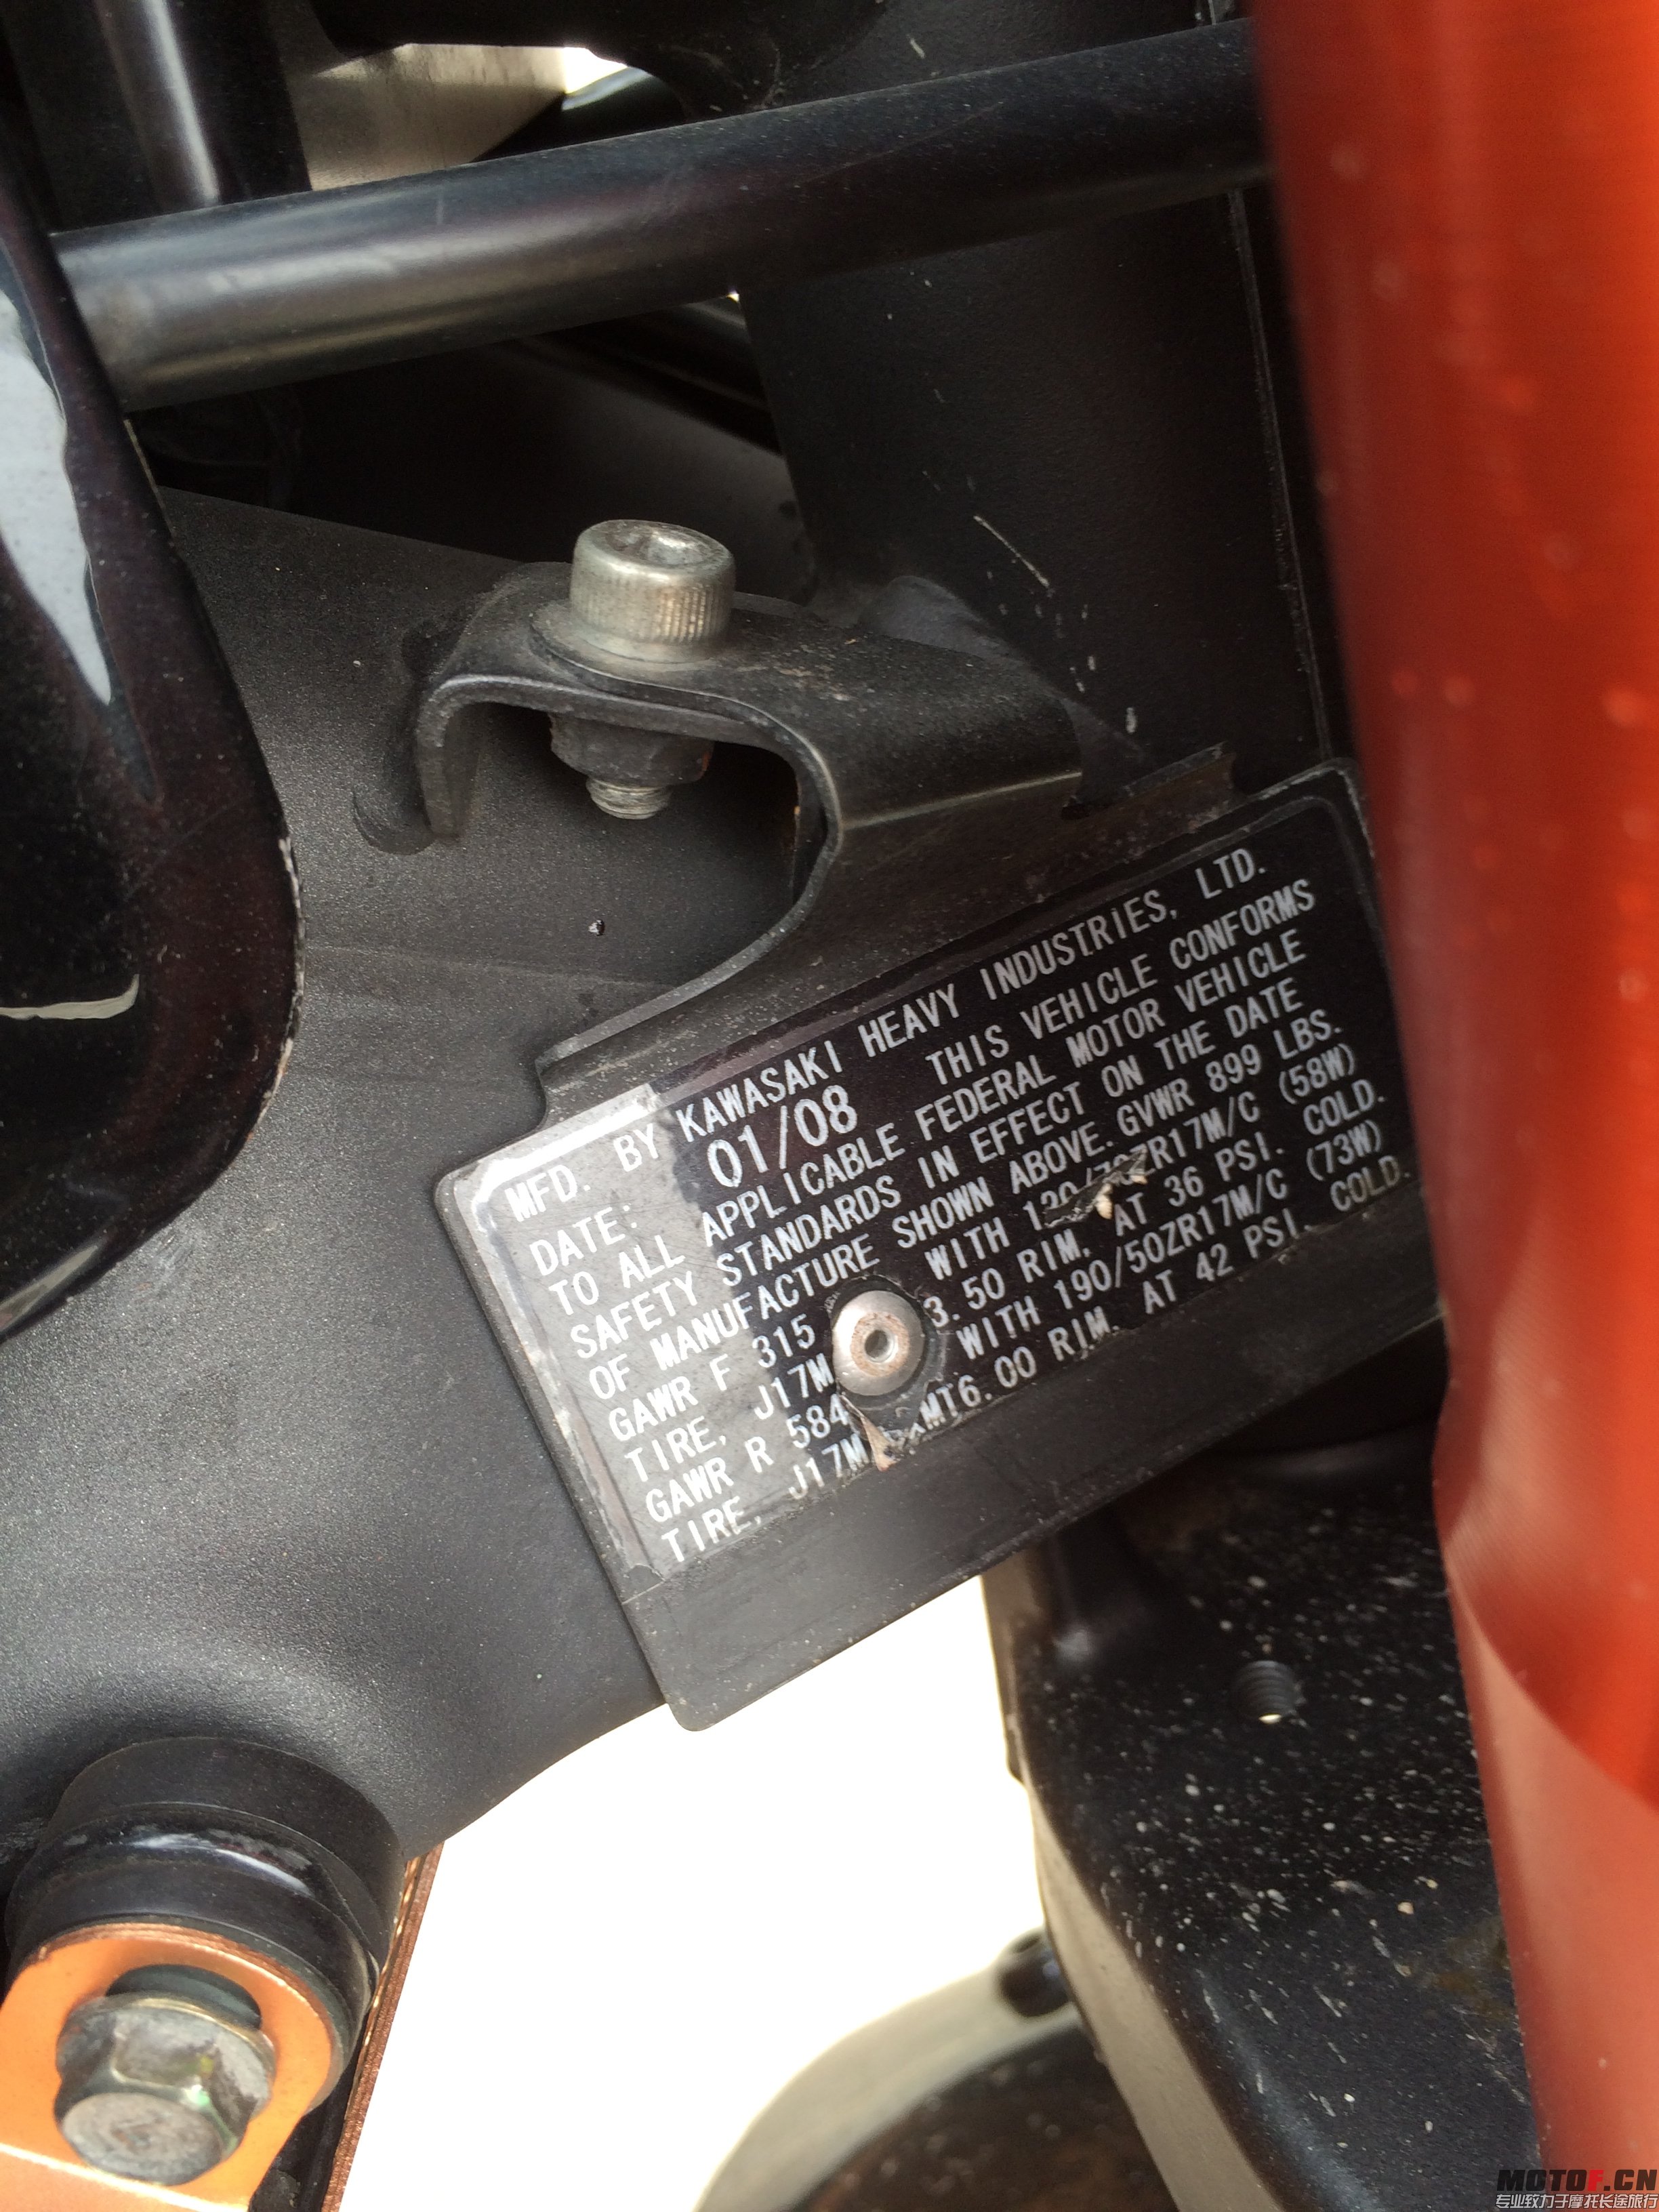 MFD. BY KAWASAKI HEAVY INDUSTRIES, LTD.
DATE: 01/08 THIS VEHICLE CONFORMS
TO ALL APPLICABLE FEDERAL MOTOR VEHICLE
SAFETY STANDARDS IN EFFECT ON THE DATE
OF MANUFACTURE SHOWN ABOVE. GVWR 899 LBS.
GAWR F 315 WITH 120/70ZR17M/C (58W)
TIRE, J17M 3.50 RIM, AT 36 PSI. COLD.
GAWR R 584 WITH 190/50ZR17M/C (73W)
TIRE, J17M MT6.00 RIM, AT 42 PSI. COLD.
MOTOF.CN
专业致力于摩托长途旅行